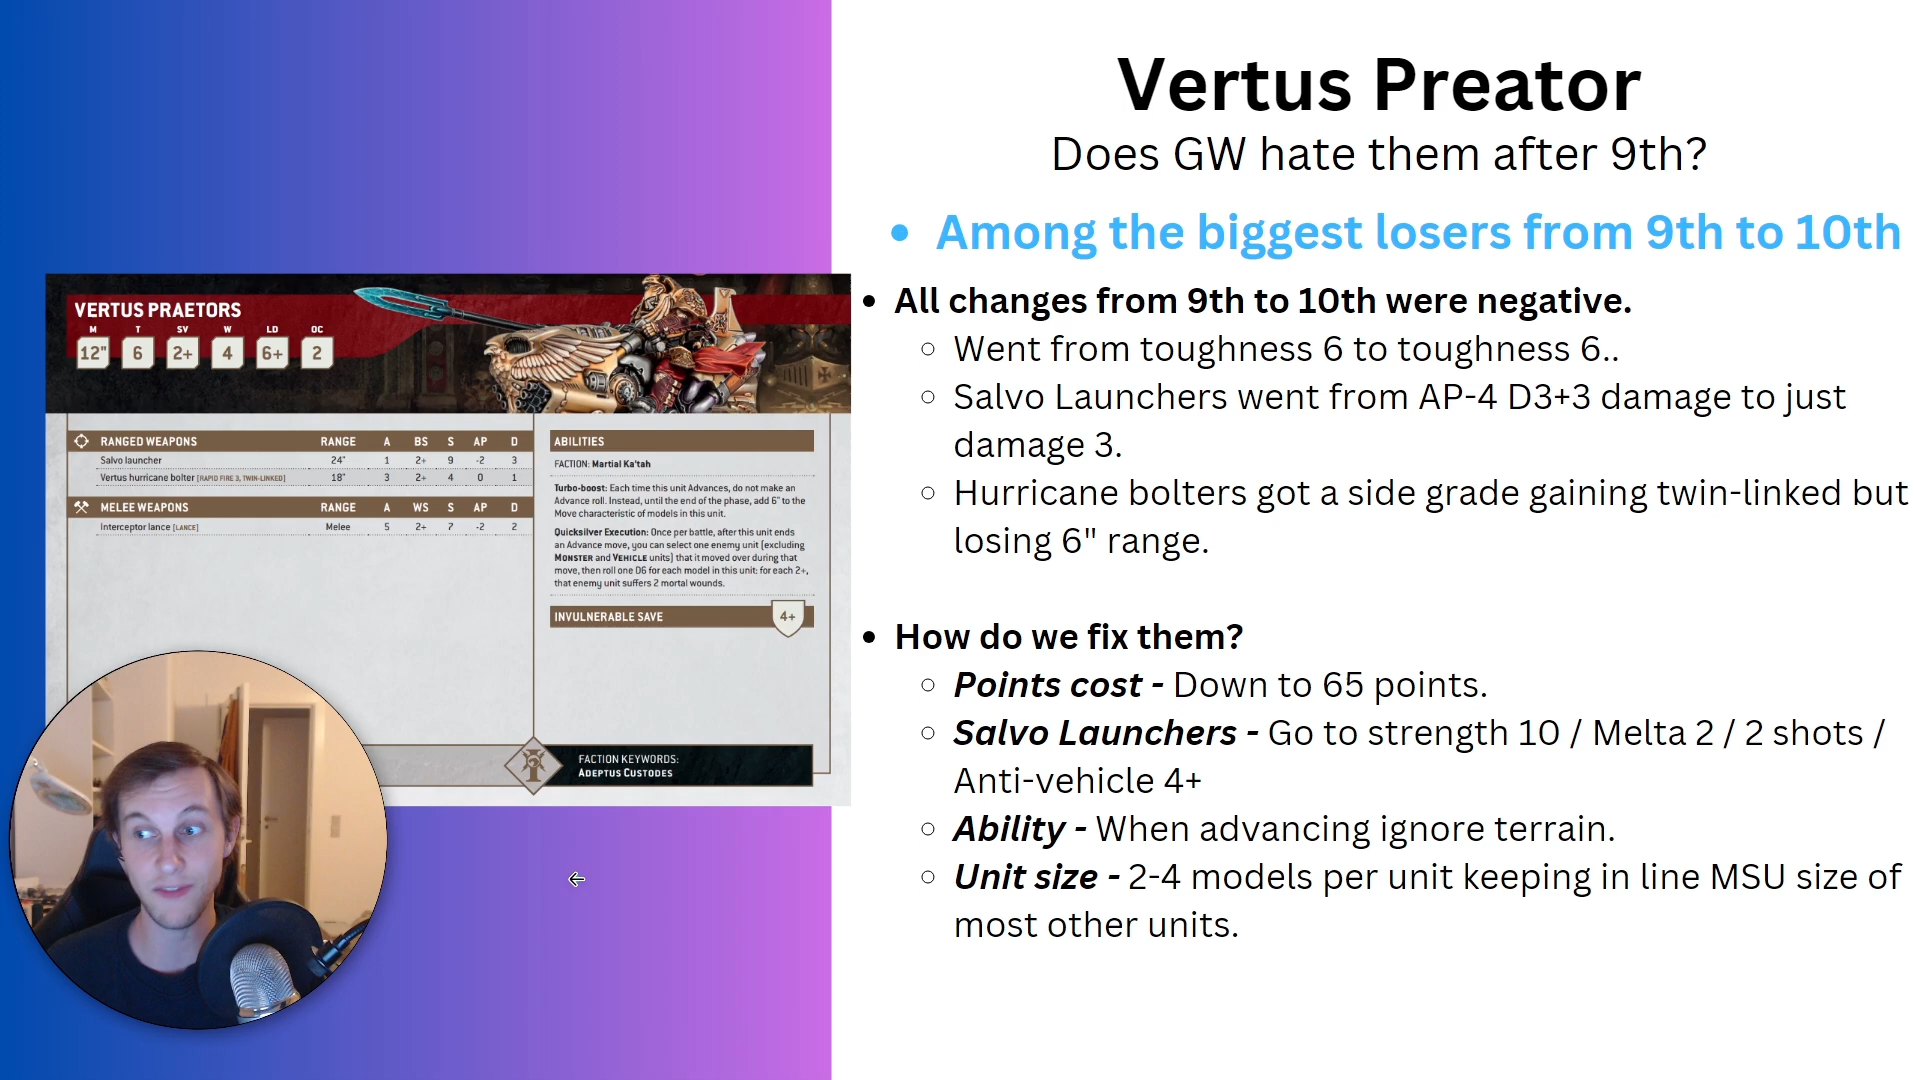 Vertus Preator
Does GW hate them after 9th?
Among the biggest losers from 9th to 10th
All changes from 9th to 10th were negative.
Went from toughness 6 to toughness 6..
Salvo Launchers went from AP-4 D3+3 damage to just
damage 3.
Hurricane bolters got a side grade gaining twin-linked but
losing 6" range.
How do we fix them?
Points cost - Down to 65 points.
Salvo Launchers - Go to strength 10 / Melta 2 / 2 shots /
Anti-vehicle 4+
Ability - When advancing ignore terrain.
Unit size - 2-4 models per unit keeping in line MSU size of
most other units.
VERTUS PRAETORS
M T SV W LD OC
12" 6 2+ 4 6+ 2
RANGED WEAPONS RANGE A BS S AP D
Salvo launcher 24" 1 2+ 9 -2 3
Vertus hurricane bolter [RAPID FIRE 3, TWIN-LINKED] 18" 3 2+ 4 0 1
MELEE WEAPONS RANGE A WS S AP D
Interceptor lance [LANCE] Melee 5 2+ 7 -2 2
ABILITIES
FACTION: Martial Ka'tah
Turbo-boost: Each time this unit Advances, do not make an
Advance roll. Instead, until the end of the phase, add 6" to the
Move characteristic of models in this unit.
Quicksilver Execution: Once per battle, after this unit ends
an Advance move, you can select one enemy unit (excluding
MONSTER and VEHICLE units) that it moved over during that
move, then roll one D6 for each model in this unit: for each 2+,
that enemy unit suffers 2 mortal wounds.
INVULNERABLE SAVE 4+
FACTION KEYWORDS:
ADEPTUS CUSTODES